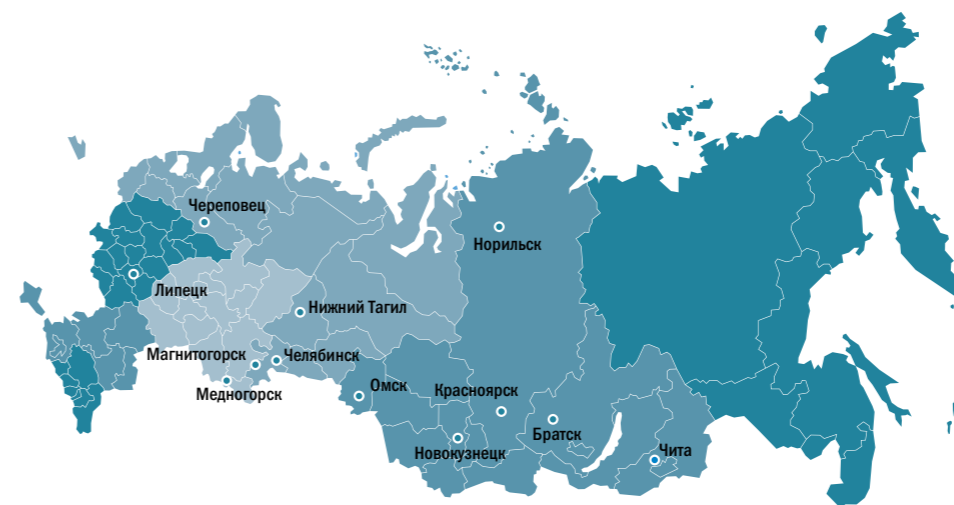 Череповец
Норильск
Липецк
Нижний Тагил
Магнитогорск
Челябинск
Медногорск
Омск
Красноярск
Братск
Новокузнецк
Чита